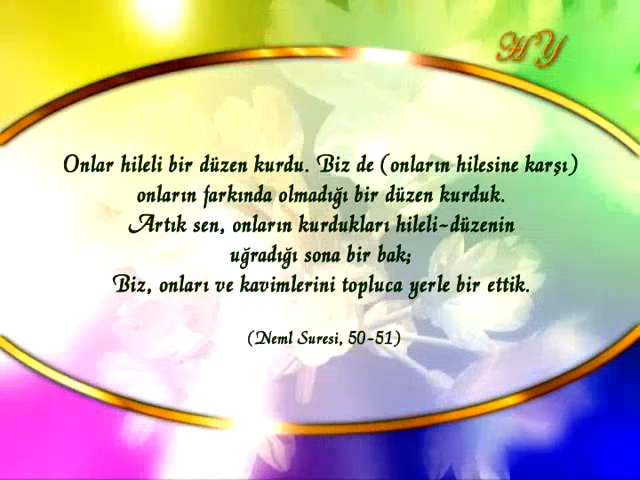 HY
Onlar hileli bir düzen kurdu. Biz de (onların hilesine karşı)
onların farkında olmadığı bir düzen kurduk.
Artık sen, onların kurdukları hileli-düzenin
uğradığı sona bir bak;
Biz, onları ve kavimlerini topluca yerle bir ettik.
(Neml Suresi, 50-51)